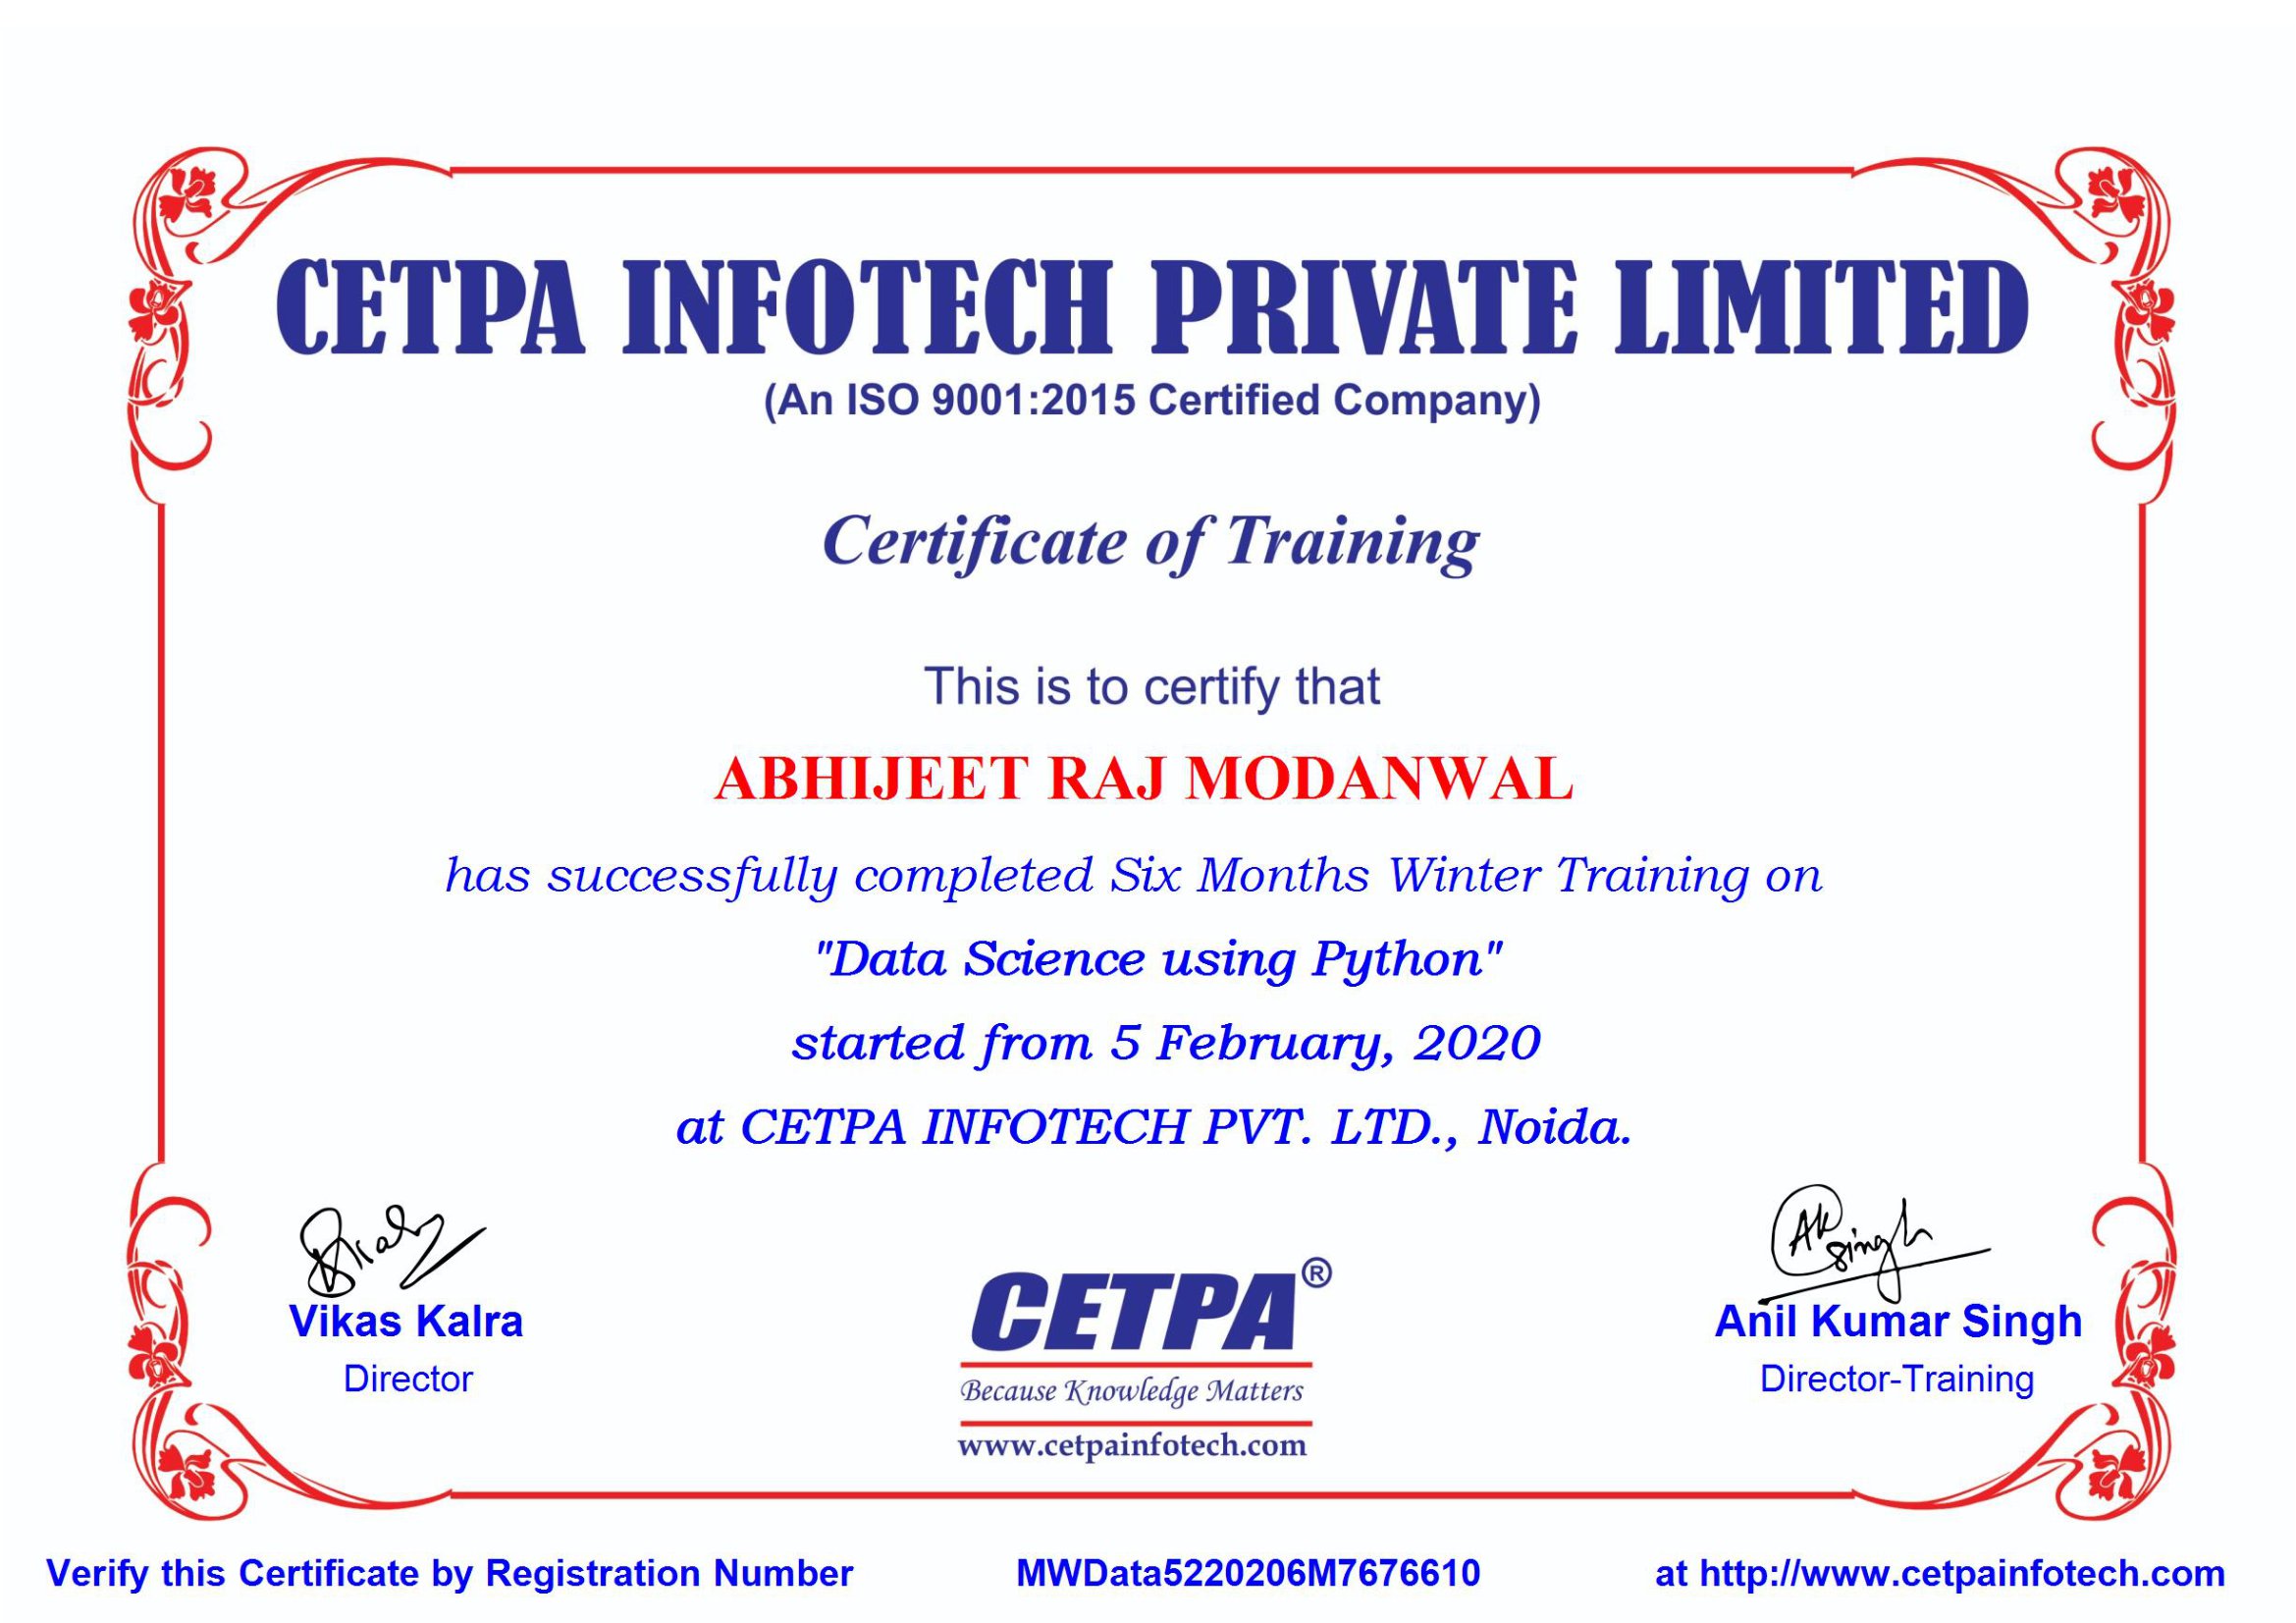 CETPA INFOTECH PRIVATE LIMITED
(An ISO 9001:2015 Certified Company)
Certificate of Training
This is to certify that
ABHIJEET RAJ MODANWAL
has successfully completed Six Months Winter Training on
"Data Science using Python"
started from 5 February, 2020
at CETPA INFOTECH PVT. LTD., Noida.
AK Singh
Vikas Kalra
Director
CETPA®
Because Knowledge Matters
www.cetpainfotech.com
Anil Kumar Singh
Director-Training
Verify this Certificate by Registration Number MWData5220206M7676610 at http://www.cetpainfotech.com